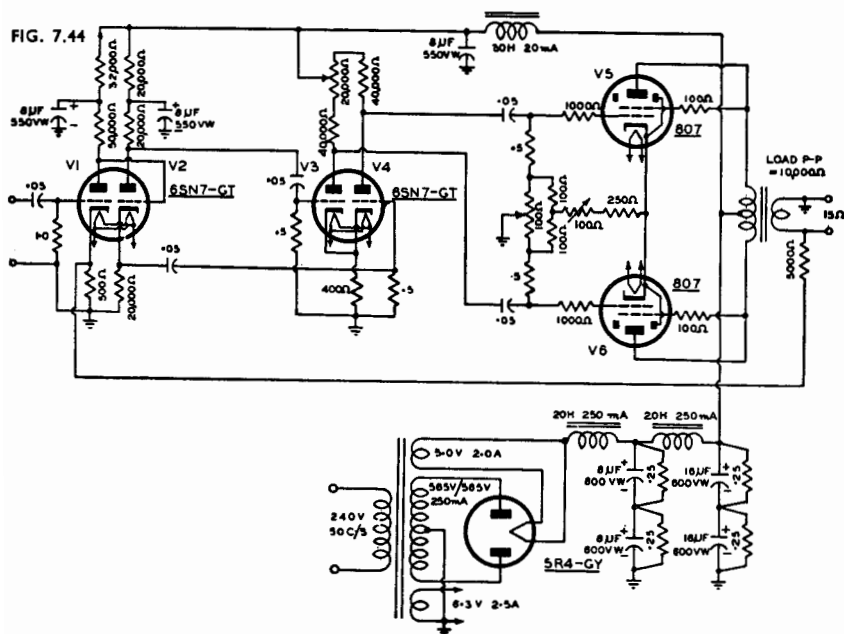 FIG. 7.44
8µF
550VW
30H 20mA
32,000Ω
20,000Ω
8µF
550VW
+
-
50,000Ω
20,000Ω
+
8µF
-
550VW
20,000Ω
40,000Ω
40,000Ω
V1
V2
6SN7-GT
V3
V4
6SN7-GT
·05
1·0
500Ω
20,000Ω
·05
·05
·5
400Ω
·5
·05
1000Ω
·5
100Ω
100Ω
100Ω
100Ω
250Ω
·5
·05
1000Ω
V5
100Ω
807
807
100Ω
V6
LOAD P-P
=10,000Ω
15Ω
5000Ω
20H 250mA
20H 250mA
5·0V 2·0A
565V/565V
250mA
240V
50C/S
5R4-GY
6·3V 2·5A
8µF
600VW
+
-
·25
16µF
600VW
+
-
·25
8µF
600VW
+
-
·25
16µF
600VW
+
-
·25